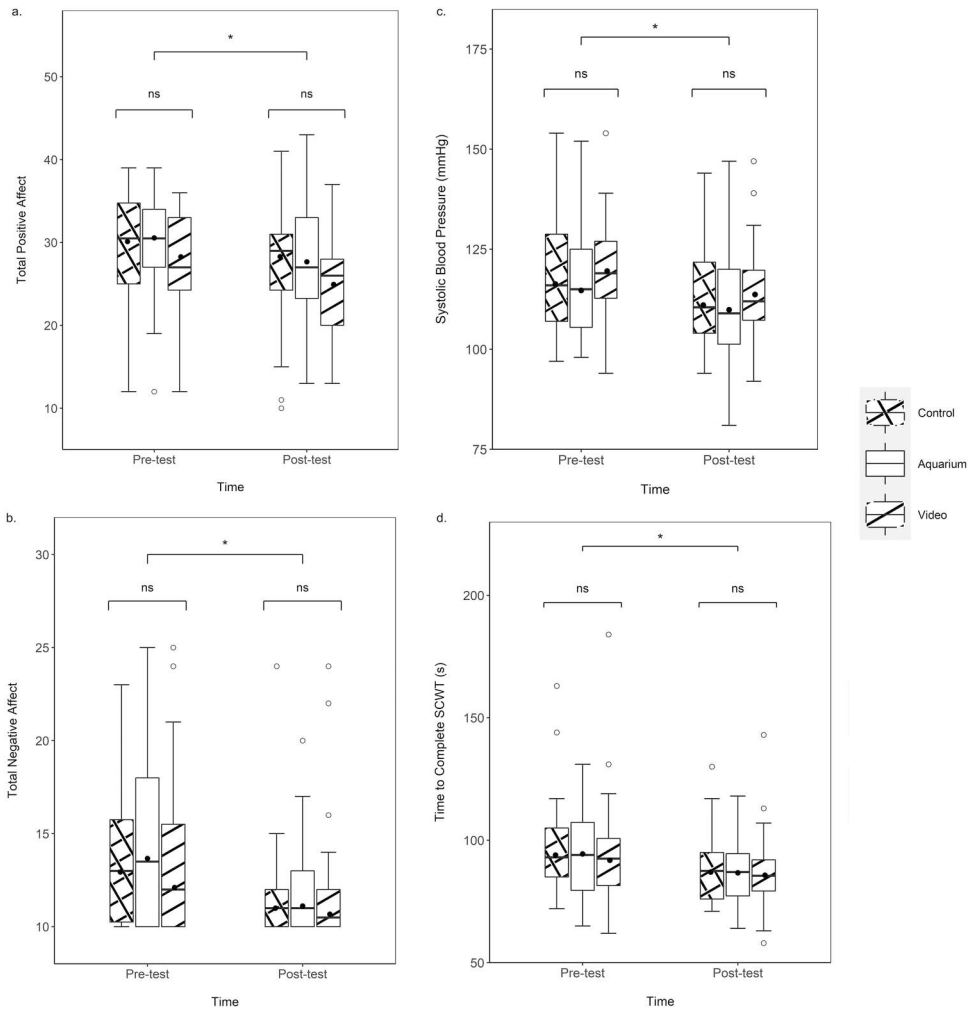 a.
*
ns
ns
50
40
30
20
10
Total Positive Affect
Pre-test
Post-test
Time
c.
*
ns
ns
175
150
125
100
75
Systolic Blood Pressure (mmHg)
Pre-test
Post-test
Time
Control
Aquarium
Video
b.
*
ns
ns
30
25
20
15
10
Total Negative Affect
Pre-test
Post-test
Time
d.
*
ns
ns
200
150
100
50
Time to Complete SCWT (s)
Pre-test
Post-test
Time